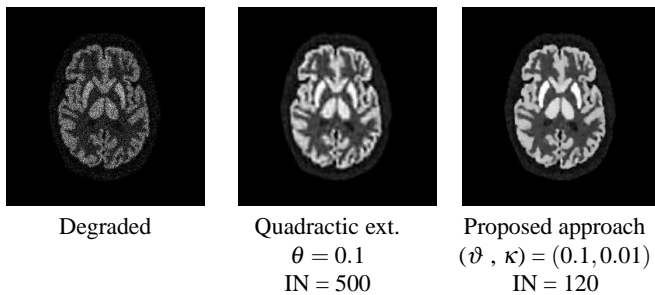 Degraded
Quadractic ext.
θ = 0.1
IN = 500
Proposed approach
(ϑ , κ) = (0.1, 0.01)
IN = 120